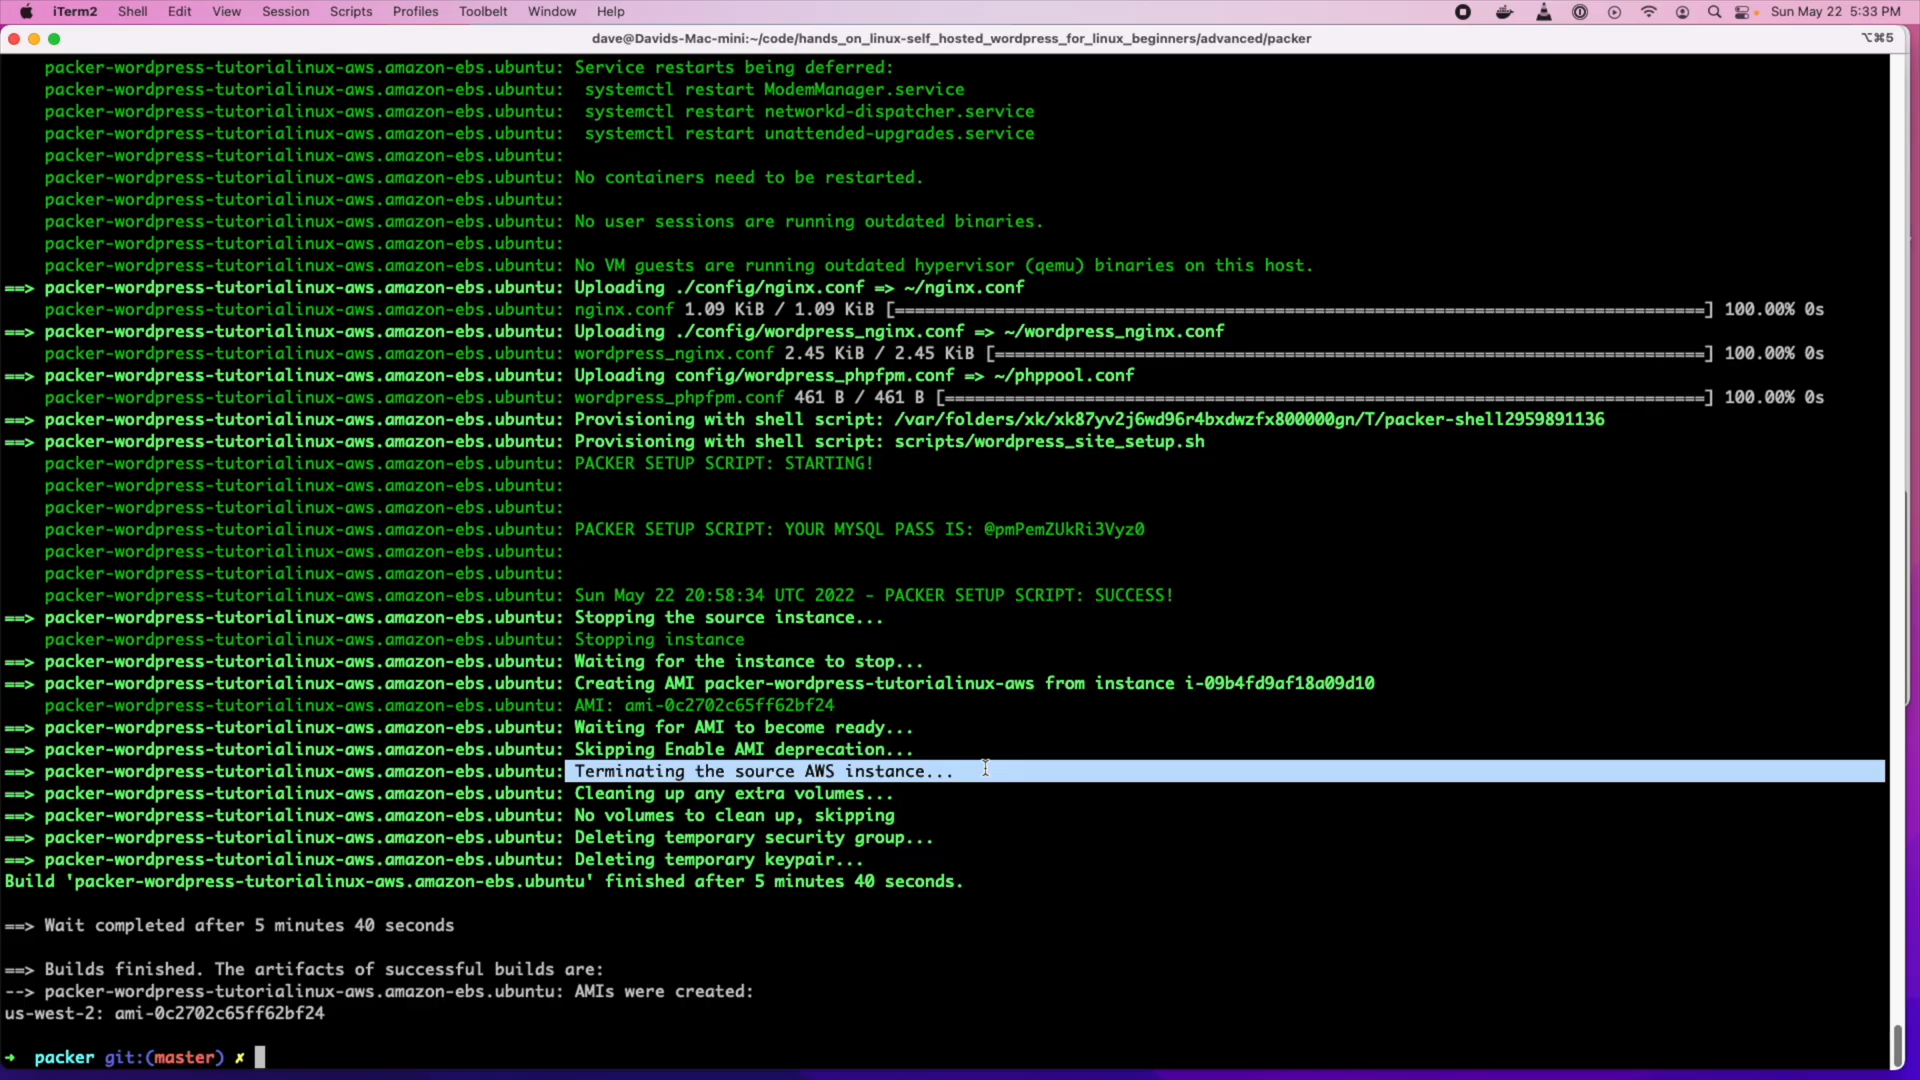 iTerm2 Shell Edit View Session Scripts Profiles Toolbelt Window Help Sun May 22 5:33 PM
dave@Davids-Mac-mini:~/code/hands_on_linux-self_hosted_wordpress_for_linux_beginners/advanced/packer ⌥⌘5
packer-wordpress-tutorialinux-aws.amazon-ebs.ubuntu: Service restarts being deferred:
packer-wordpress-tutorialinux-aws.amazon-ebs.ubuntu: systemctl restart ModemManager.service
packer-wordpress-tutorialinux-aws.amazon-ebs.ubuntu: systemctl restart networkd-dispatcher.service
packer-wordpress-tutorialinux-aws.amazon-ebs.ubuntu: systemctl restart unattended-upgrades.service
packer-wordpress-tutorialinux-aws.amazon-ebs.ubuntu:
packer-wordpress-tutorialinux-aws.amazon-ebs.ubuntu: No containers need to be restarted.
packer-wordpress-tutorialinux-aws.amazon-ebs.ubuntu:
packer-wordpress-tutorialinux-aws.amazon-ebs.ubuntu: No user sessions are running outdated binaries.
packer-wordpress-tutorialinux-aws.amazon-ebs.ubuntu:
packer-wordpress-tutorialinux-aws.amazon-ebs.ubuntu: No VM guests are running outdated hypervisor (qemu) binaries on this host.
==> packer-wordpress-tutorialinux-aws.amazon-ebs.ubuntu: Uploading ./config/nginx.conf => ~/nginx.conf
packer-wordpress-tutorialinux-aws.amazon-ebs.ubuntu: nginx.conf 1.09 KiB / 1.09 KiB [=================================================================================] 100.00% 0s
==> packer-wordpress-tutorialinux-aws.amazon-ebs.ubuntu: Uploading ./config/wordpress_nginx.conf => ~/wordpress_nginx.conf
packer-wordpress-tutorialinux-aws.amazon-ebs.ubuntu: wordpress_nginx.conf 2.45 KiB / 2.45 KiB [=======================================================================] 100.00% 0s
==> packer-wordpress-tutorialinux-aws.amazon-ebs.ubuntu: Uploading config/wordpress_phpfpm.conf => ~/phppool.conf
packer-wordpress-tutorialinux-aws.amazon-ebs.ubuntu: wordpress_phpfpm.conf 461 B / 461 B [============================================================================] 100.00% 0s
==> packer-wordpress-tutorialinux-aws.amazon-ebs.ubuntu: Provisioning with shell script: /var/folders/xk/xk87yv2j6wd96r4bxdwzfx800000gn/T/packer-shell2959891136
==> packer-wordpress-tutorialinux-aws.amazon-ebs.ubuntu: Provisioning with shell script: scripts/wordpress_site_setup.sh
packer-wordpress-tutorialinux-aws.amazon-ebs.ubuntu: PACKER SETUP SCRIPT: STARTING!
packer-wordpress-tutorialinux-aws.amazon-ebs.ubuntu:
packer-wordpress-tutorialinux-aws.amazon-ebs.ubuntu:
packer-wordpress-tutorialinux-aws.amazon-ebs.ubuntu: PACKER SETUP SCRIPT: YOUR MYSQL PASS IS: @pmPemZUkRi3Vyz0
packer-wordpress-tutorialinux-aws.amazon-ebs.ubuntu:
packer-wordpress-tutorialinux-aws.amazon-ebs.ubuntu:
packer-wordpress-tutorialinux-aws.amazon-ebs.ubuntu: Sun May 22 20:58:34 UTC 2022 - PACKER SETUP SCRIPT: SUCCESS!
==> packer-wordpress-tutorialinux-aws.amazon-ebs.ubuntu: Stopping the source instance...
packer-wordpress-tutorialinux-aws.amazon-ebs.ubuntu: Stopping instance
==> packer-wordpress-tutorialinux-aws.amazon-ebs.ubuntu: Waiting for the instance to stop...
==> packer-wordpress-tutorialinux-aws.amazon-ebs.ubuntu: Creating AMI packer-wordpress-tutorialinux-aws from instance i-09b4fd9af18a09d10
packer-wordpress-tutorialinux-aws.amazon-ebs.ubuntu: AMI: ami-0c2702c65ff62bf24
==> packer-wordpress-tutorialinux-aws.amazon-ebs.ubuntu: Waiting for AMI to become ready...
==> packer-wordpress-tutorialinux-aws.amazon-ebs.ubuntu: Skipping Enable AMI deprecation...
==> packer-wordpress-tutorialinux-aws.amazon-ebs.ubuntu: Terminating the source AWS instance...
==> packer-wordpress-tutorialinux-aws.amazon-ebs.ubuntu: Cleaning up any extra volumes...
==> packer-wordpress-tutorialinux-aws.amazon-ebs.ubuntu: No volumes to clean up, skipping
==> packer-wordpress-tutorialinux-aws.amazon-ebs.ubuntu: Deleting temporary security group...
==> packer-wordpress-tutorialinux-aws.amazon-ebs.ubuntu: Deleting temporary keypair...
Build 'packer-wordpress-tutorialinux-aws.amazon-ebs.ubuntu' finished after 5 minutes 40 seconds.
==> Wait completed after 5 minutes 40 seconds
==> Builds finished. The artifacts of successful builds are:
--> packer-wordpress-tutorialinux-aws.amazon-ebs.ubuntu: AMIs were created:
us-west-2: ami-0c2702c65ff62bf24
➜ packer git:(master) ✗